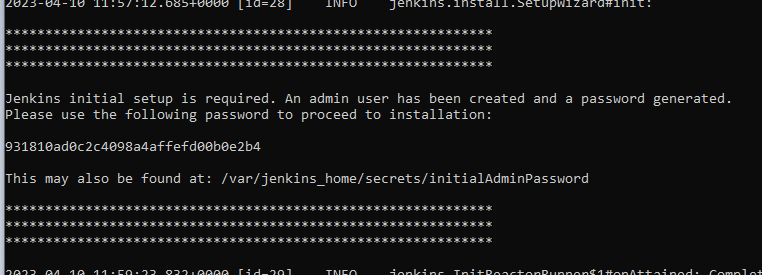 2023-04-10 11:57:12.685+0000 [id=28] INFO jenkins.install.SetupWizard#init:
*************************************************************
*************************************************************
*************************************************************
Jenkins initial setup is required. An admin user has been created and a password generated.
Please use the following password to proceed to installation:
931810ad0c2c4098a4affefd00b0e2b4
This may also be found at: /var/jenkins_home/secrets/initialAdminPassword
*************************************************************
*************************************************************
*************************************************************
2023-04-10 11:59:23.832+0000 [id=29] INFO jenkins.InitReactorRunner$1#onAttained: Complet